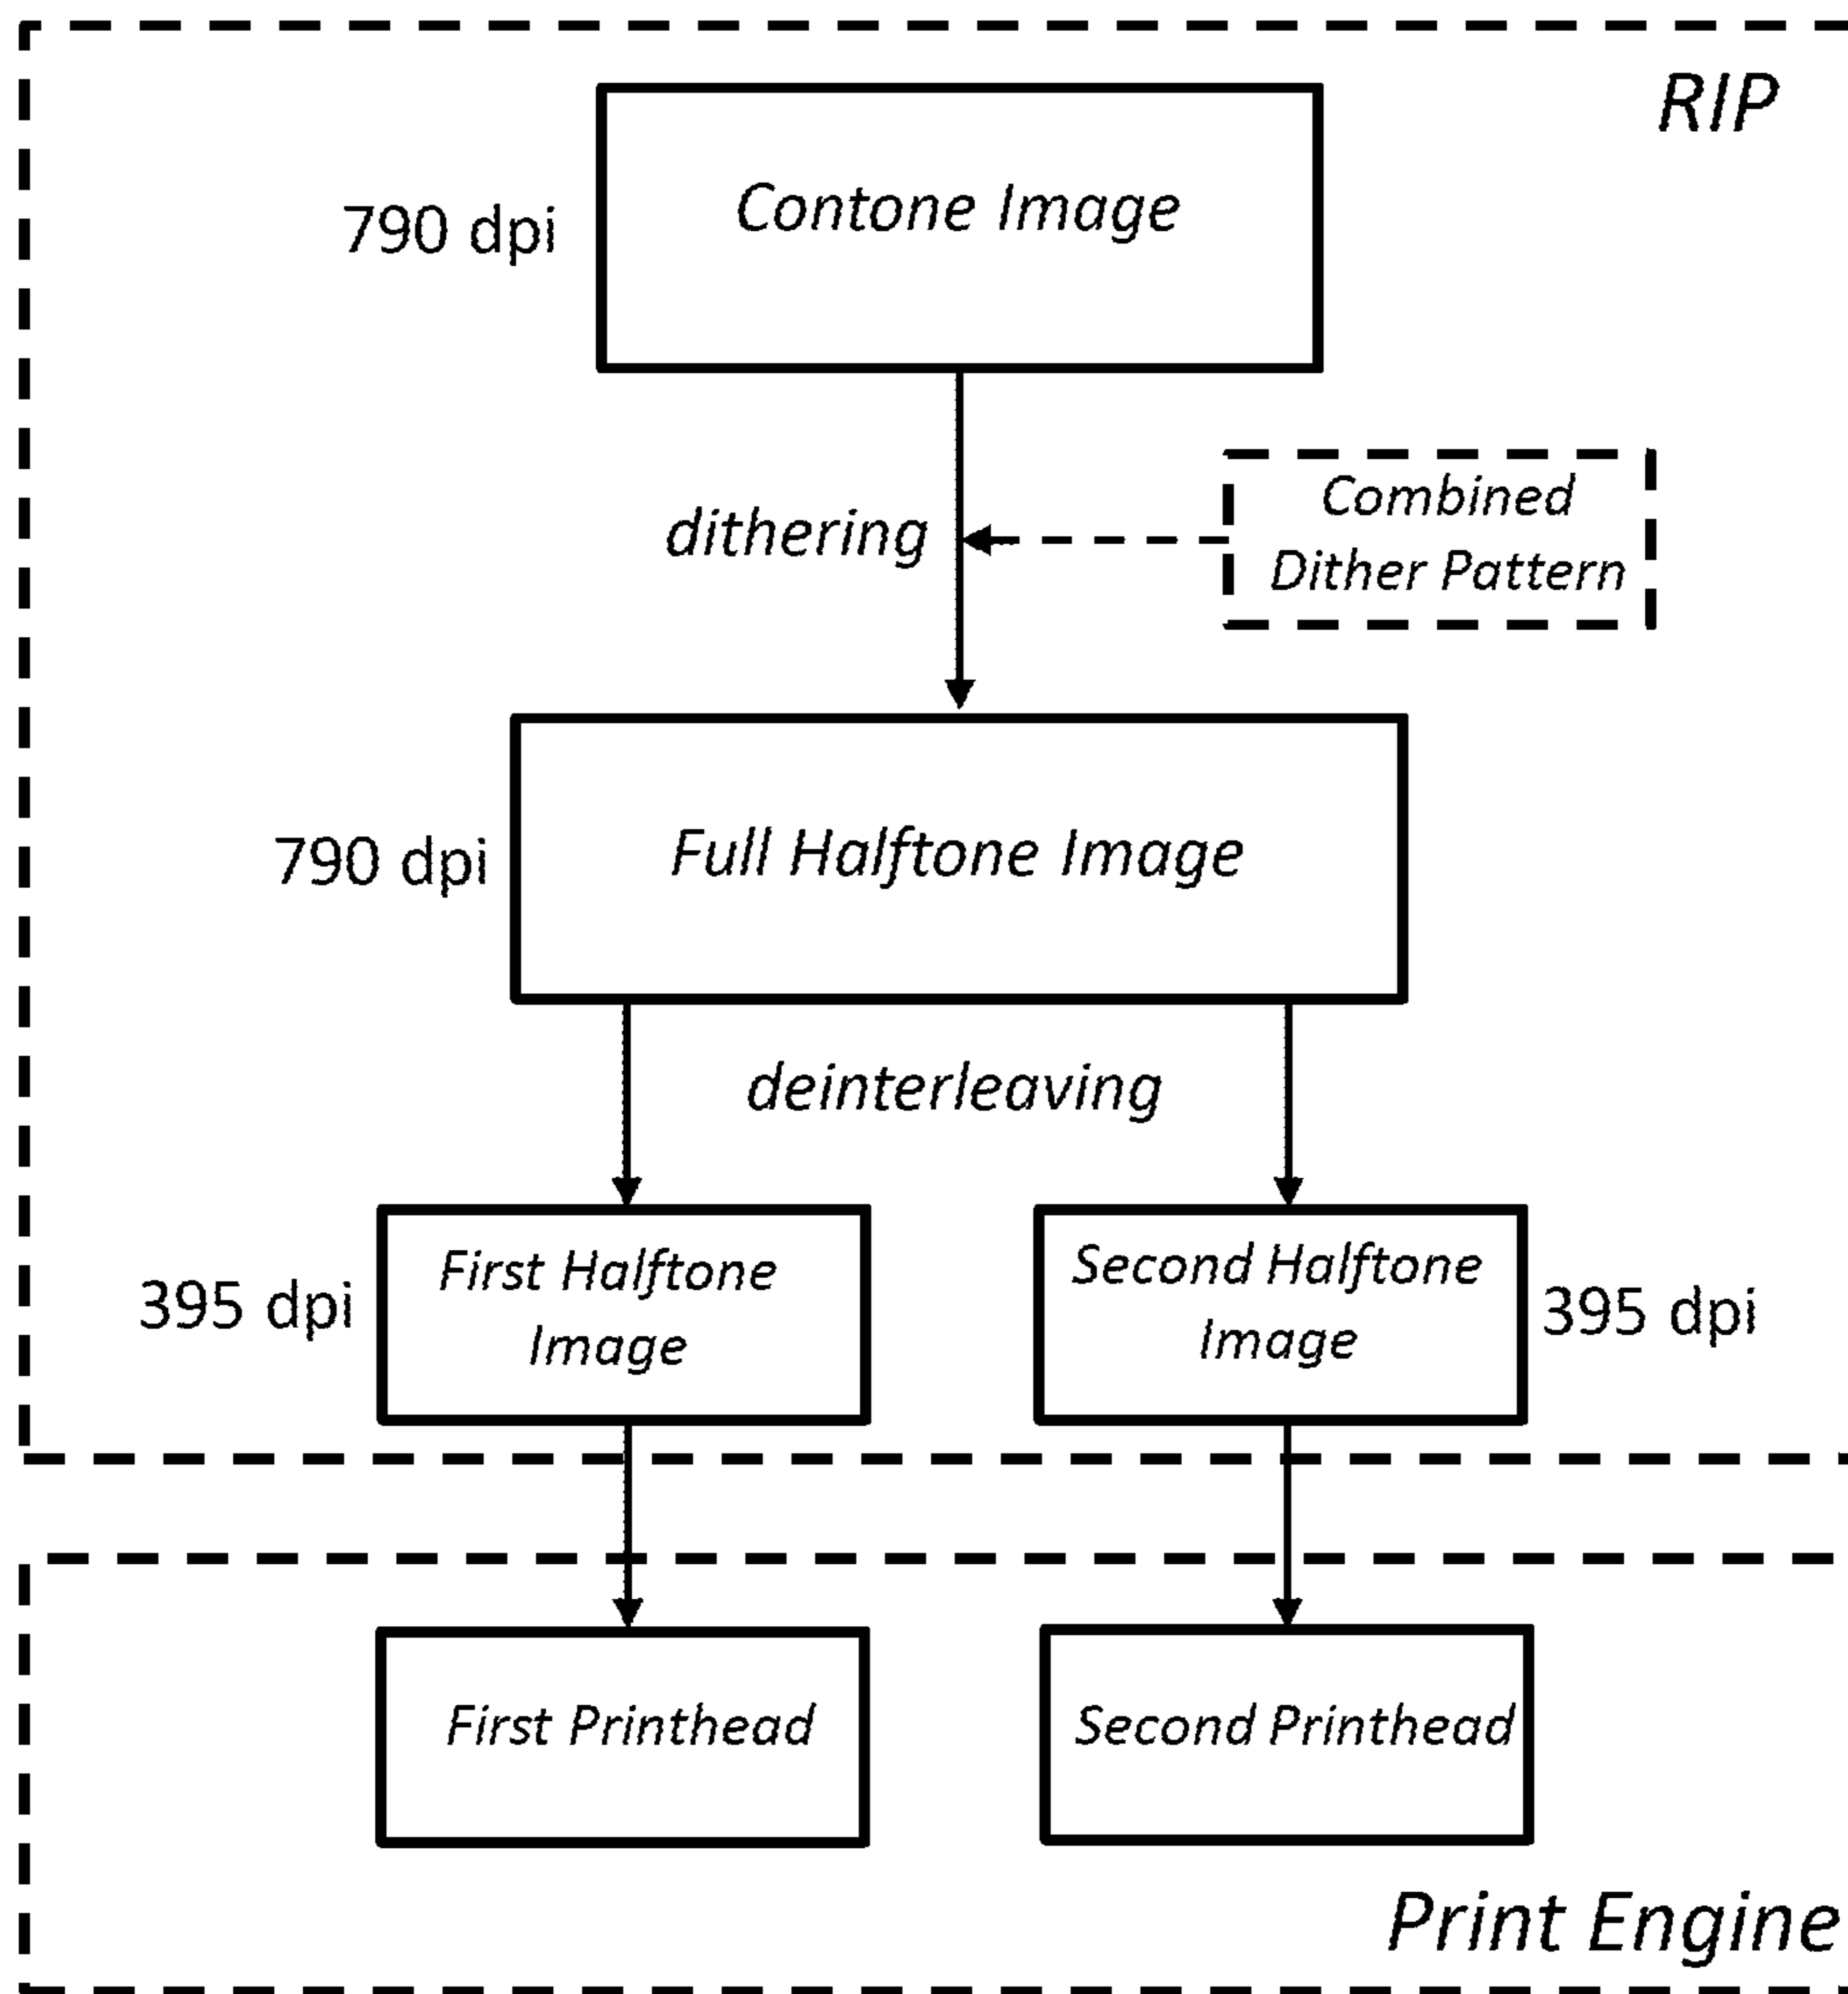 RIP
790 dpi
Contone Image
dithering
Combined
Dither Pattern
790 dpi
Full Halftone Image
deinterleaving
395 dpi
First Halftone
Image
Second Halftone
Image
395 dpi
First Printhead
Second Printhead
Print Engine